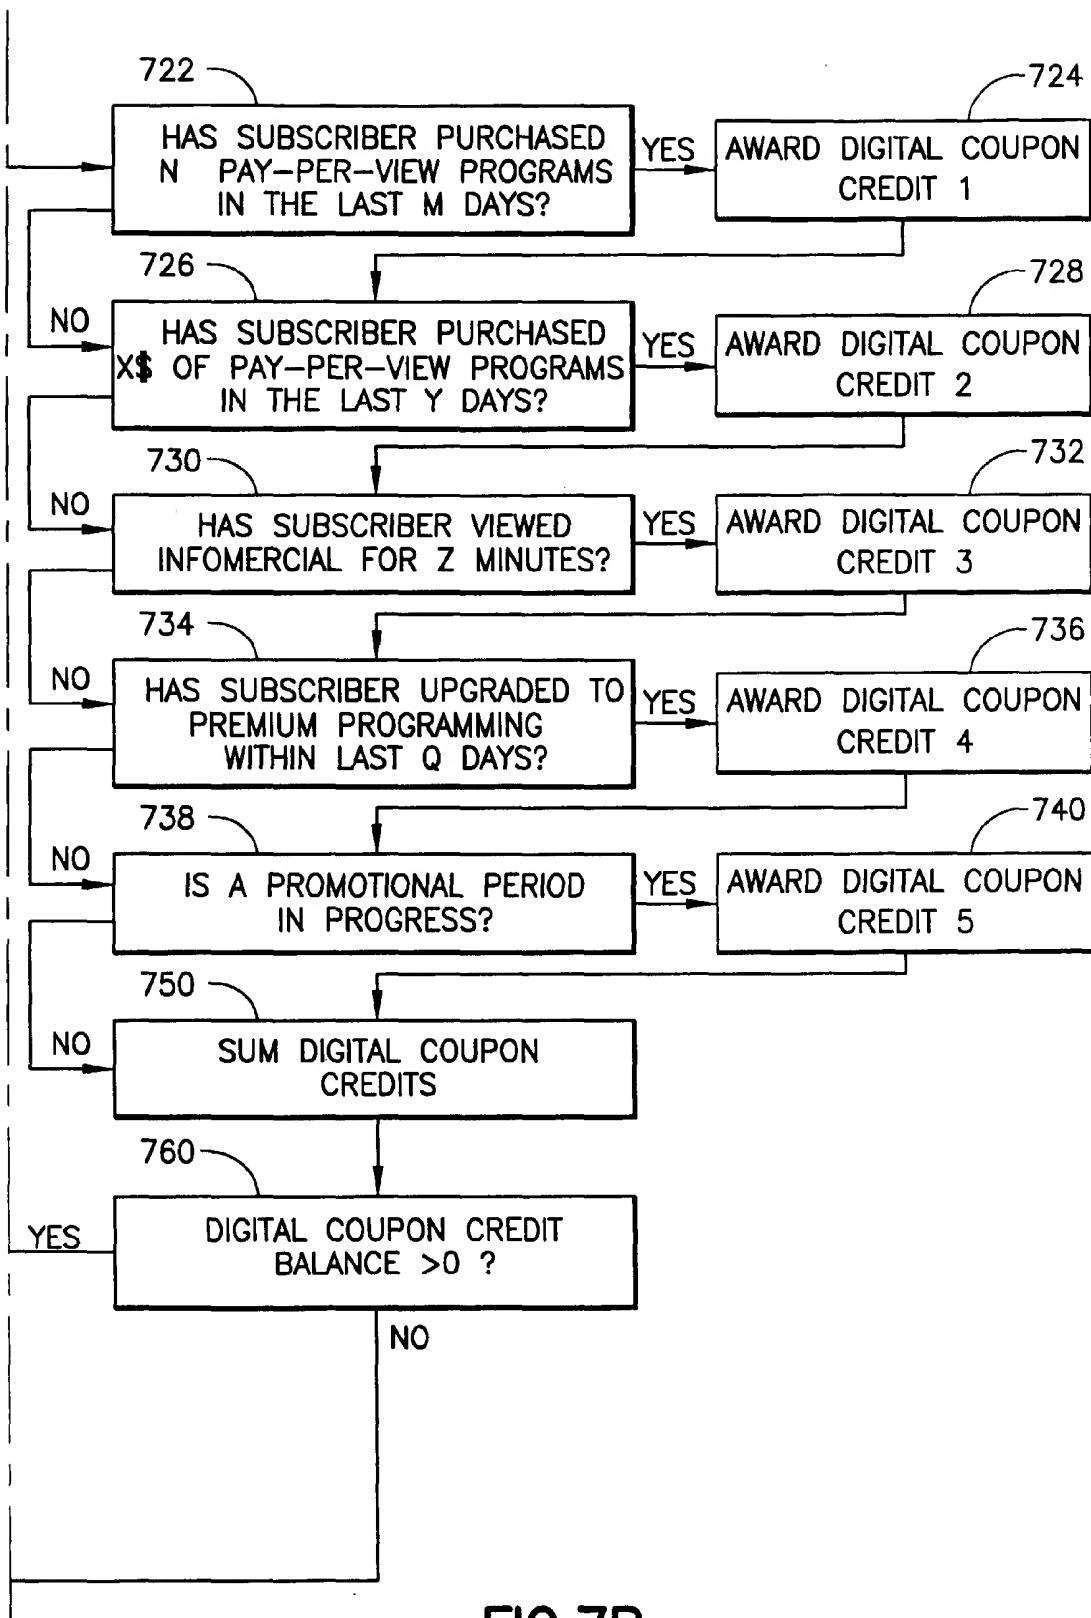 722
724
HAS SUBSCRIBER PURCHASED
N PAY-PER-VIEW PROGRAMS
IN THE LAST M DAYS?
YES
AWARD DIGITAL COUPON
CREDIT 1
726
728
NO
HAS SUBSCRIBER PURCHASED
X$ OF PAY-PER-VIEW PROGRAMS
IN THE LAST Y DAYS?
YES
AWARD DIGITAL COUPON
CREDIT 2
730
732
NO
HAS SUBSCRIBER VIEWED
INFOMERCIAL FOR Z MINUTES?
YES
AWARD DIGITAL COUPON
CREDIT 3
734
736
NO
HAS SUBSCRIBER UPGRADED TO
PREMIUM PROGRAMMING
WITHIN LAST Q DAYS?
YES
AWARD DIGITAL COUPON
CREDIT 4
738
740
NO
IS A PROMOTIONAL PERIOD
IN PROGRESS?
YES
AWARD DIGITAL COUPON
CREDIT 5
750
NO
SUM DIGITAL COUPON
CREDITS
760
YES
DIGITAL COUPON CREDIT
BALANCE >0 ?
NO